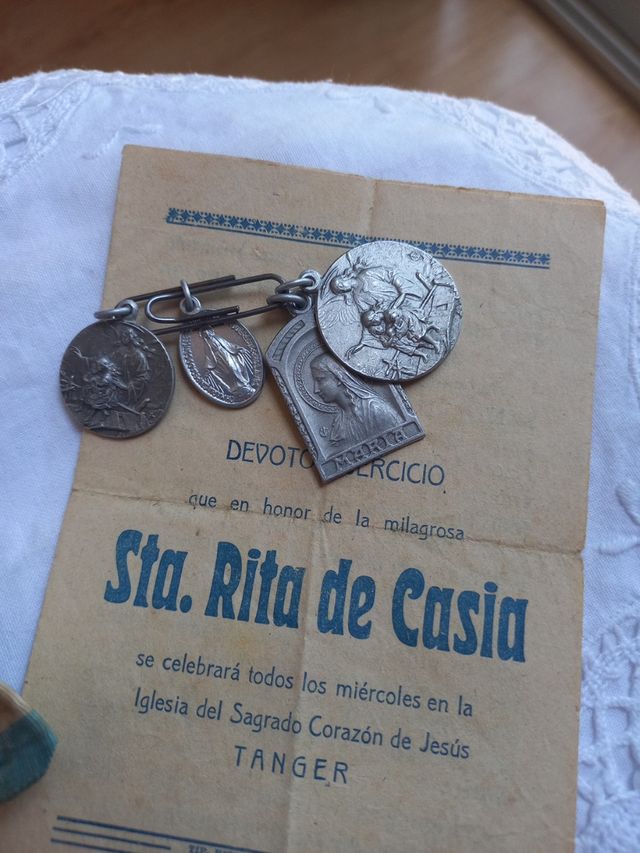 MARIA
DEVOTO
que en honor de la milagrosa
Sta. Rita de Casia
se celebrará todos los miércoles en la
Iglesia del Sagrado Corazón de Jesús
TANGER